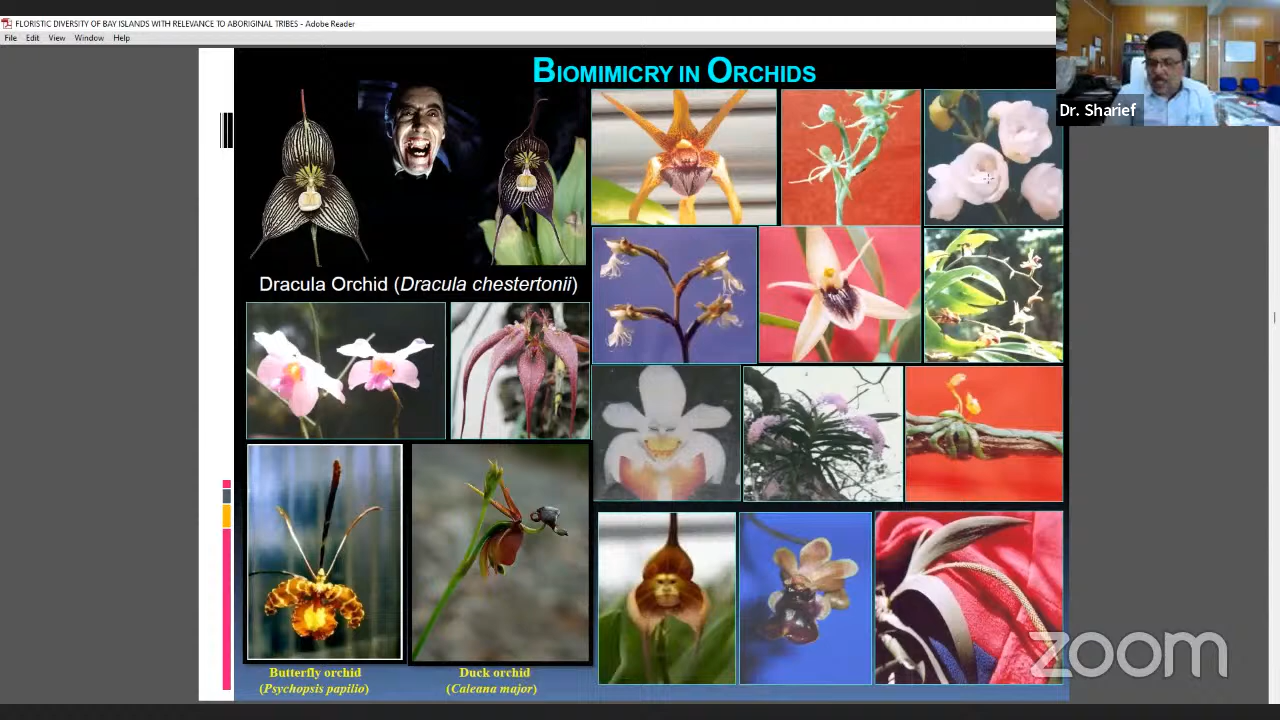 FLORISTIC DIVERSITY OF BAY ISLANDS WITH RELEVANCE TO ABORIGINAL TRIBES - Adobe Reader
File Edit View Window Help
BIOMIMICRY IN ORCHIDS
Dr. Sharief
Dracula Orchid (Dracula chestertonii)
Butterfly orchid
(Psychopsis papilio)
Duck orchid
(Caleana major)
zoom